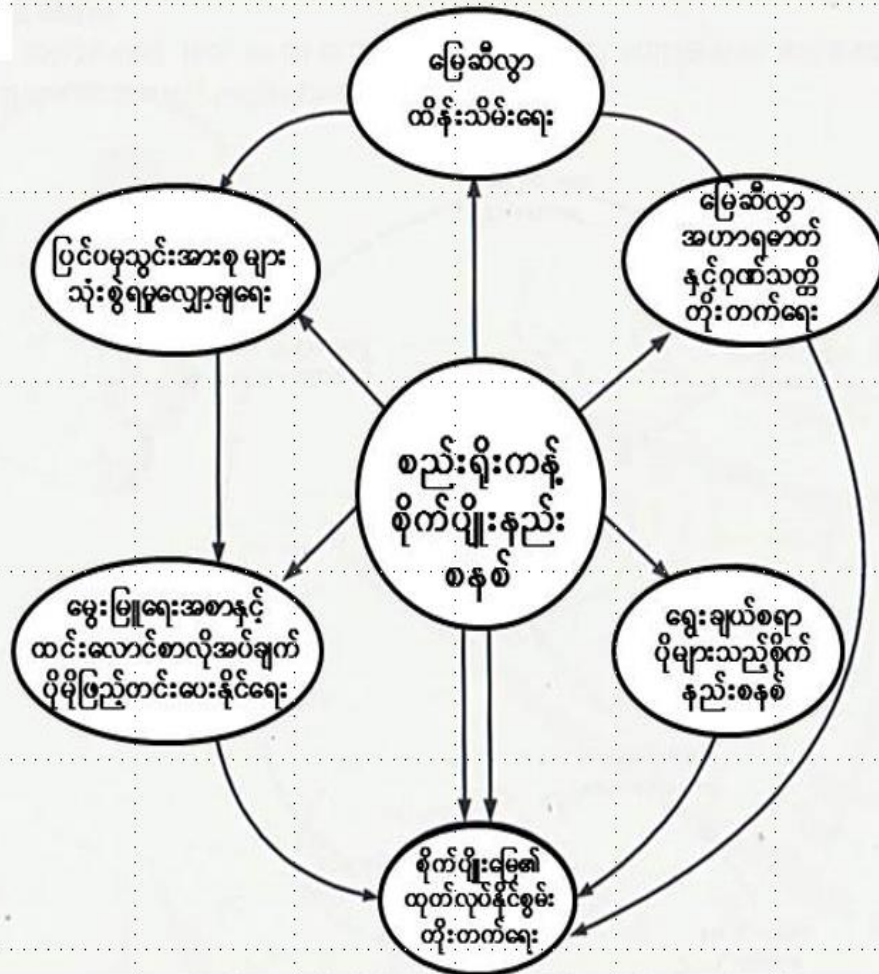 မြေဆီလွှာ
ထိန်းသိမ်းရေး
မြေဆီလွှာ
အဟာရဓာတ်
နှင့်ဂုဏ်သတ္တိ
တိုးတက်ရေး
ပြင်ပမှသွင်းအားစု များ
သုံးစွဲရမှုလျှော့ချရေး
စည်းရိုးကန့်
စိုက်ပျိုးနည်း
စနစ်
မွေးမြူရေးအစာနှင့်
ထင်းလောင်စာလိုအပ်ချက်
ပိုမိုဖြည့်တင်းပေးနိုင်ရေး
ရွေးချယ်စရာ
ပိုများသည့်စိုက်
နည်းစနစ်
စိုက်ပျိုးမြေ၏
ထုတ်လုပ်နိုင်စွမ်း
တိုးတက်ရေး